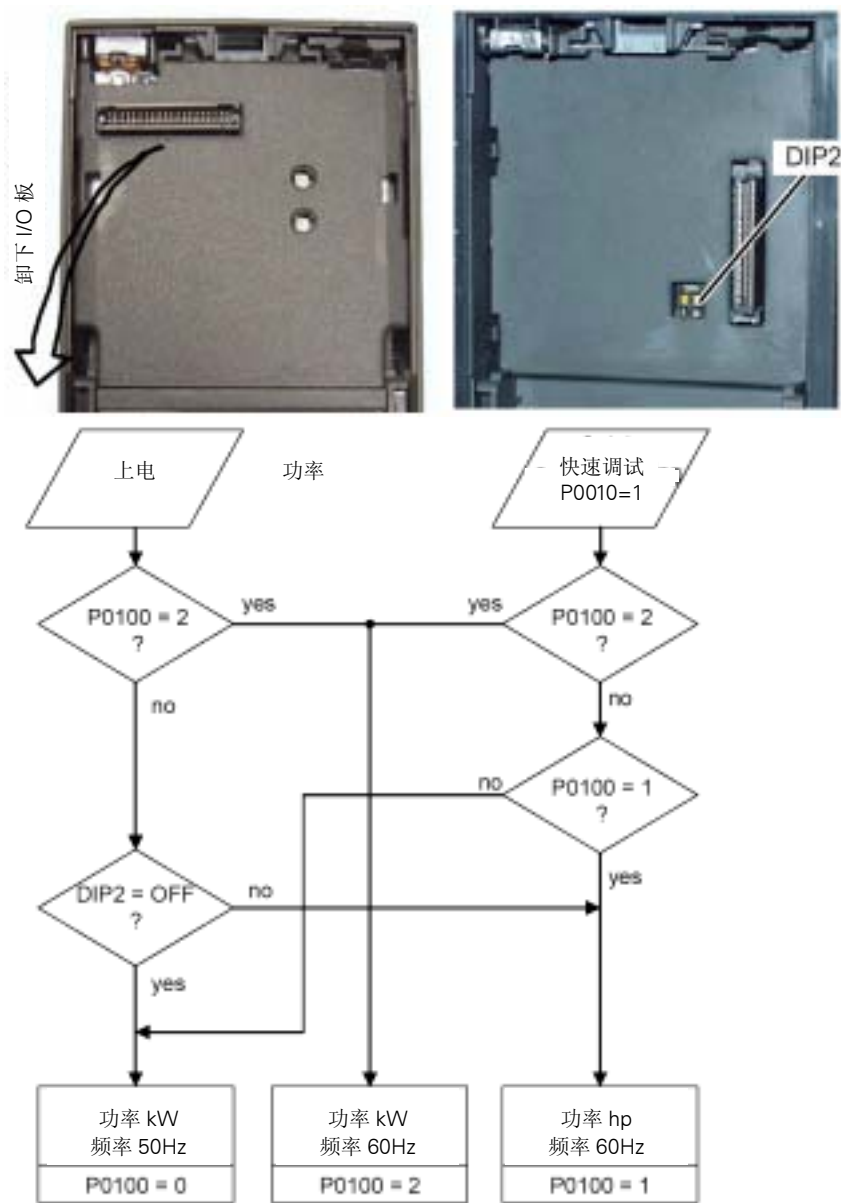 卸下 I/O 板
DIP2
上电
功率
快速调试
P0010=1
P0100 = 2
?
yes
yes
P0100 = 2
?
no
no
no
P0100 = 1
?
DIP2 = OFF
?
no
yes
yes
功率 kW
频率 50Hz
P0100 = 0
功率 kW
频率 60Hz
P0100 = 2
功率 hp
频率 60Hz
P0100 = 1